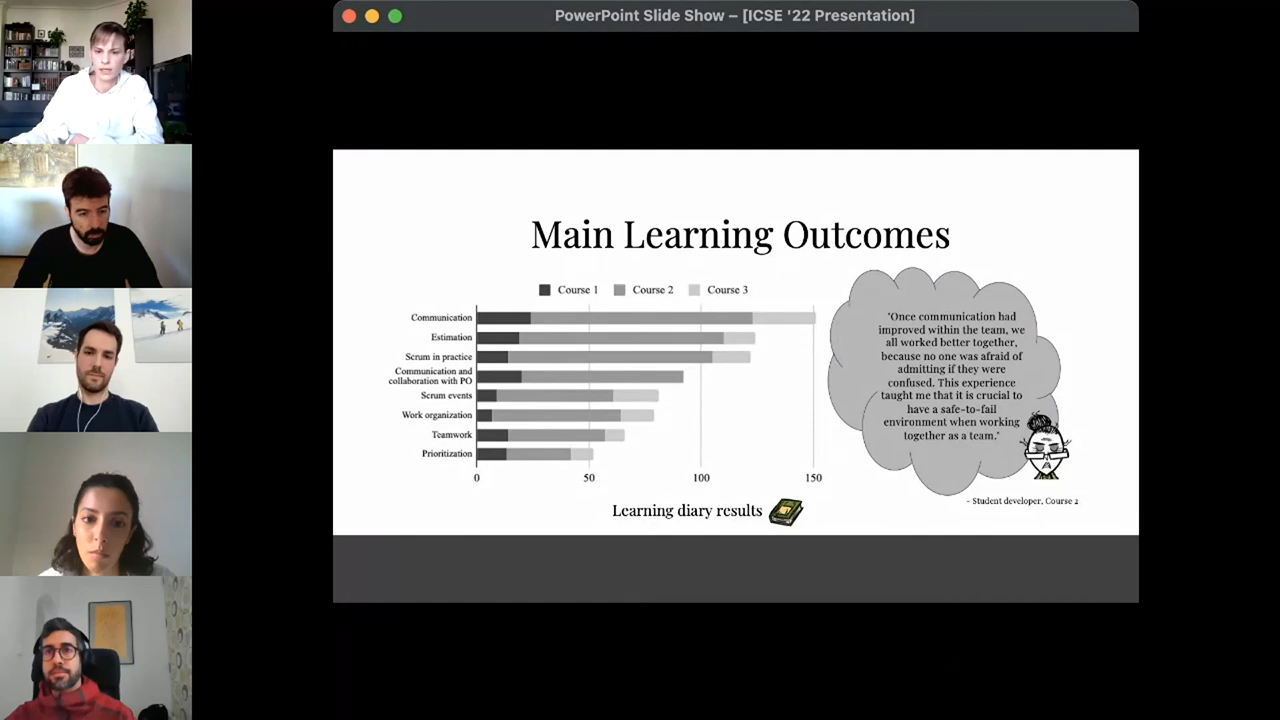 PowerPoint Slide Show – [ICSE '22 Presentation]
Main Learning Outcomes
Course 1 Course 2 Course 3
Communication
Estimation
Scrum in practice
Communication and
collaboration with PO
Scrum events
Work organization
Teamwork
Prioritization
0 50 100 150
Learning diary results
"Once communication had
improved within the team, we
all worked better together,
because no one was afraid of
admitting if they were
confused. This experience
taught me that it is crucial to
have a safe-to-fail
environment when working
together as a team."
- Student developer, Course 2